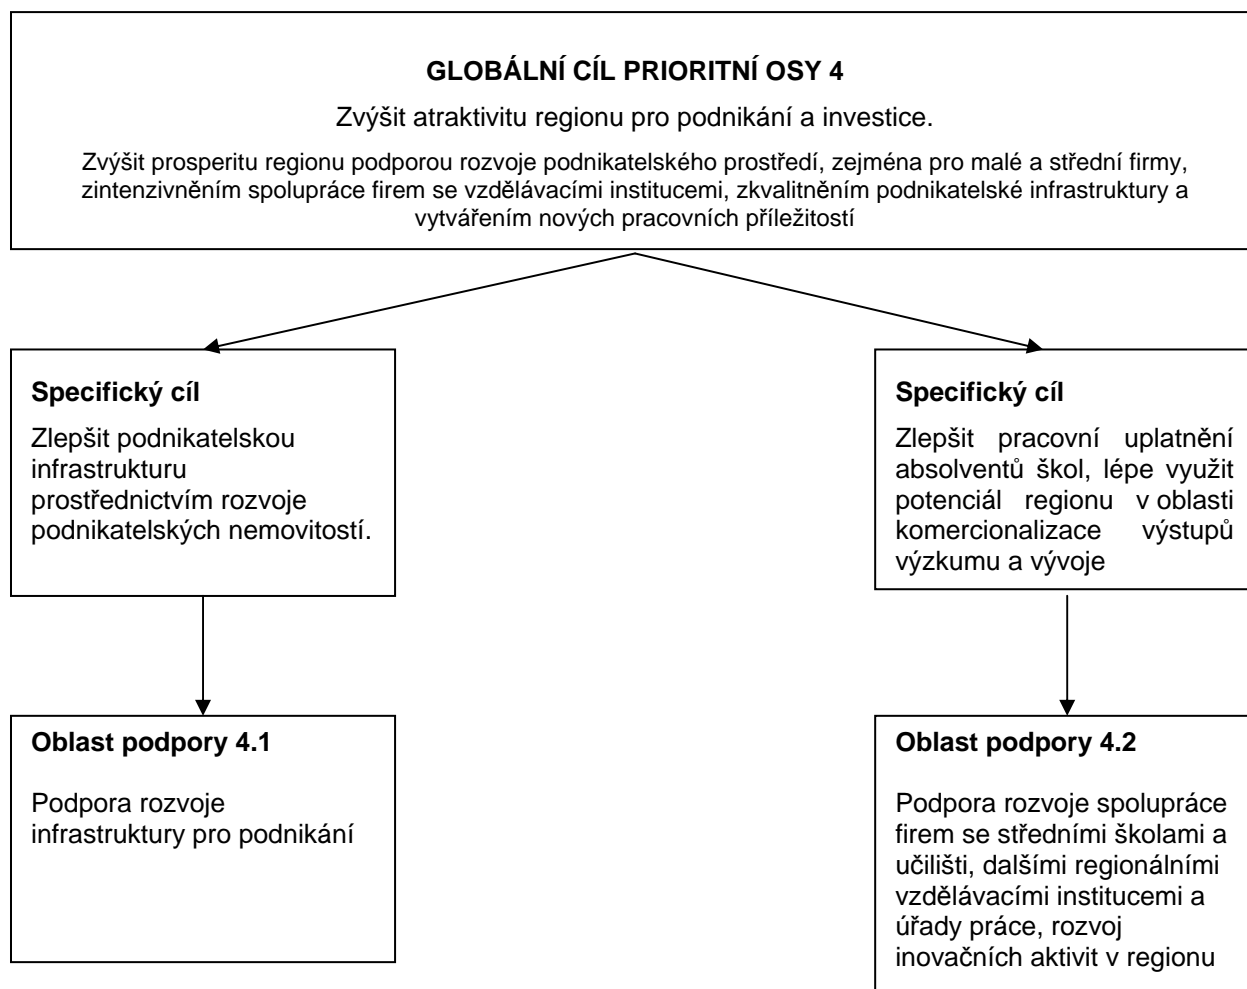 GLOBÁLNÍ CÍL PRIORITNÍ OSY 4
Zvýšit atraktivitu regionu pro podnikání a investice.
Zvýšit prosperitu regionu podporou rozvoje podnikatelského prostředí, zejména pro malé a střední firmy,
zintenzivněním spolupráce firem se vzdělávacími institucemi, zkvalitněním podnikatelské infrastruktury a
vytvářením nových pracovních příležitostí
Specifický cíl
Zlepšit podnikatelskou
infrastrukturu
prostřednictvím rozvoje
podnikatelských nemovitostí.
Specifický cíl
Zlepšit pracovní uplatnění
absolventů škol, lépe využit
potenciál regionu v oblasti
komercionalizace výstupů
výzkumu a vývoje
Oblast podpory 4.1
Podpora rozvoje
infrastruktury pro podnikání
Oblast podpory 4.2
Podpora rozvoje spolupráce
firem se středními školami a
učilišti, dalšími regionálními
vzdělávacími institucemi a
úřady práce, rozvoj
inovačních aktivit v regionu